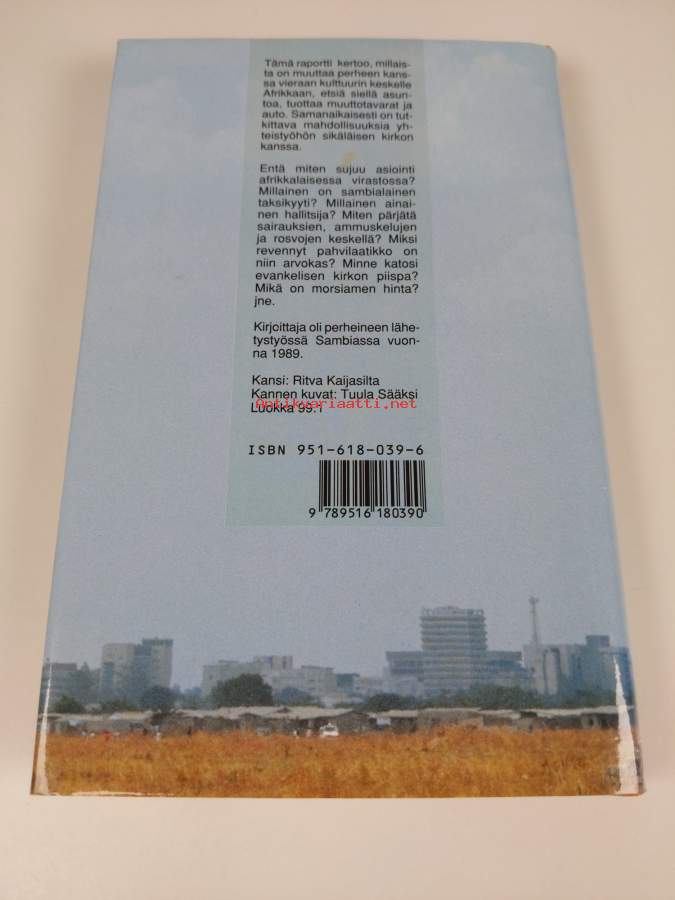 Tämä raportti kertoo, millais-
ta on muuttaa perheen kans-
sa vieraan kulttuurin keskelle
Afrikkaan, etsiä siellä asun-
toa, tuottaa muuttotavarat ja
auto. Samanaikaisesti on tut-
kittava mahdollisuuksia yh-
teistyöhön sikäläisen kirkon
kanssa.
Entä miten sujuu asiointi
afrikkalaisessa virastossa?
Millainen on sambialainen
taksikyyti? Millainen ainai-
nen hallitsija? Miten pärjätä
sairauksien, ammuskelujen
ja rosvojen keskellä? Miksi
revennyt pahvilaatikko on
niin arvokas? Minne katosi
evankelisen kirkon piispa?
Mikä on morsiamen hinta?
jne.
Kirjoittaja oli perheineen lähe-
tystyössä Sambiassa vuon-
na 1989.
Kansi: Ritva Kaijasilta
Kannen kuvat: Tuula Sääksi
Antikvariaatti.net
Luokka 99.1
ISBN 951-618-039-6
9 789516 180390